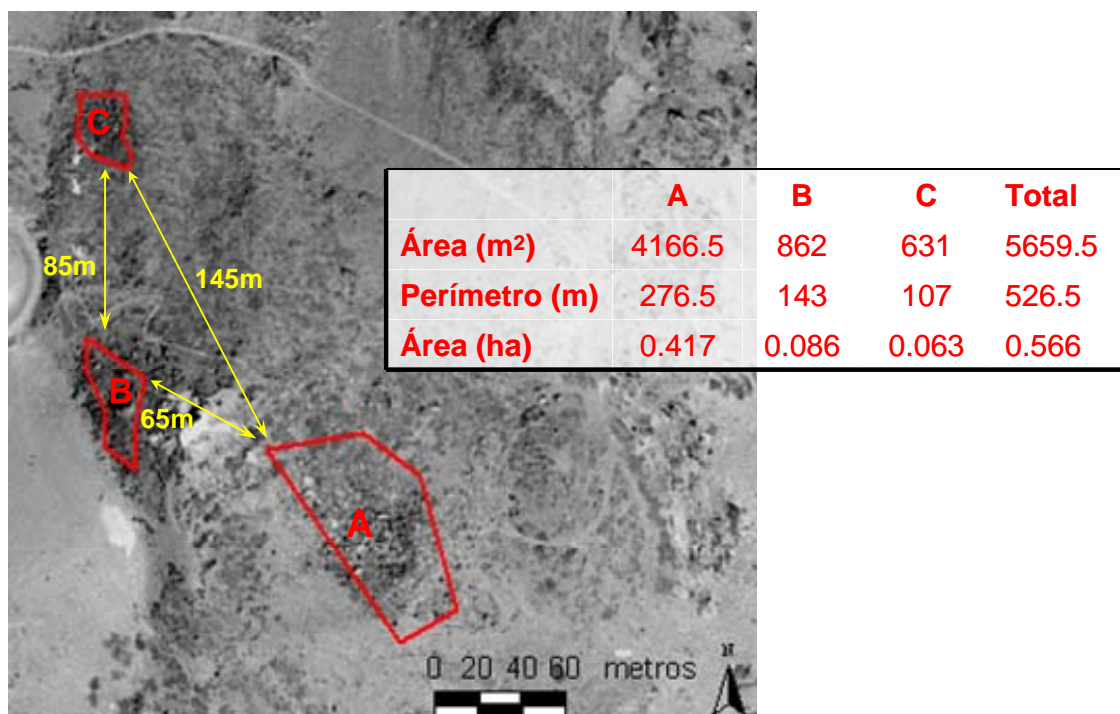 C
A B C Total
Área (m²) 4166.5 862 631 5659.5
Perímetro (m) 276.5 143 107 526.5
Área (ha) 0.417 0.086 0.063 0.566
85m
145m
B
65m
A
0 20 40 60 metros
N